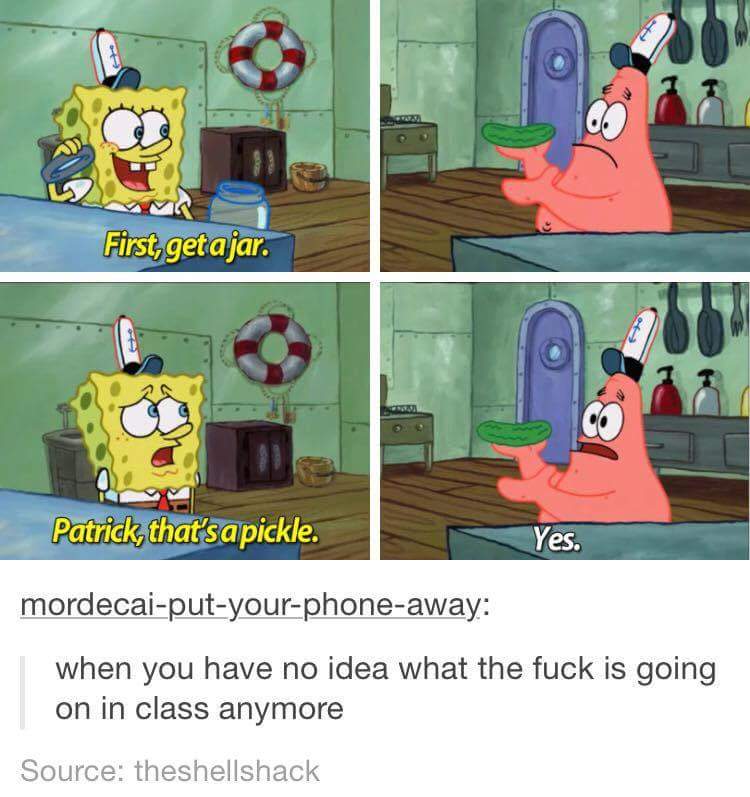 First, get a jar.
Patrick, that's a pickle.
Yes.
mordecai-put-your-phone-away:
when you have no idea what the fuck is going
on in class anymore
Source: theshellshack